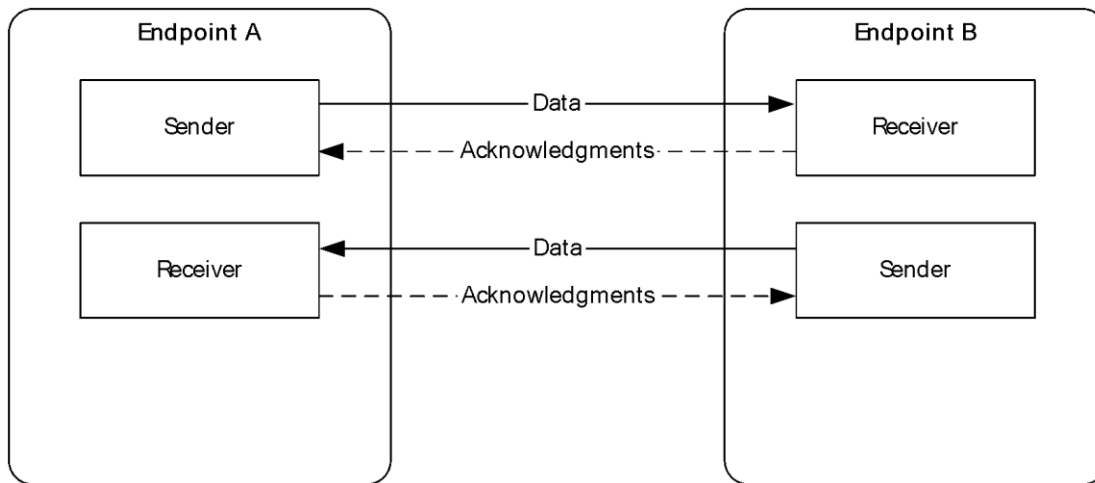 Endpoint A
Endpoint B
Sender
Data
Receiver
Acknowledgments
Receiver
Data
Sender
Acknowledgments